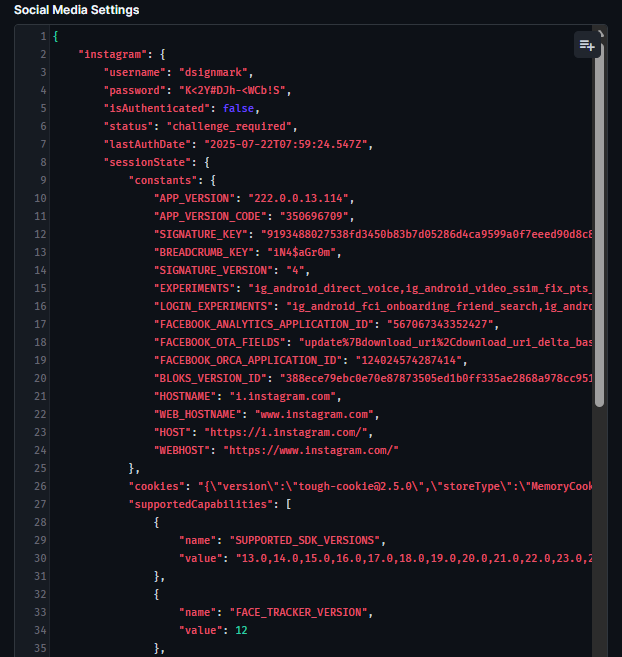 Social Media Settings
1 {
2 "instagram": {
3 "username": "dsignmark",
4 "password": "K<2Y#DJh-<WCb!S",
5 "isAuthenticated": false,
6 "status": "challenge_required",
7 "lastAuthDate": "2025-07-22T07:59:24.547Z",
8 "sessionState": {
9 "constants": {
10 "APP_VERSION": "222.0.0.13.114",
11 "APP_VERSION_CODE": "350696709",
12 "SIGNATURE_KEY": "9193488027538fd3450b83b7d05286d4ca9599a0f7eeed90d8c8
13 "BREADCRUMB_KEY": "iN4$aGr0m",
14 "SIGNATURE_VERSION": "4",
15 "EXPERIMENTS": "ig_android_direct_voice,ig_android_video_ssim_fix_pts_
16 "LOGIN_EXPERIMENTS": "ig_android_fci_onboarding_friend_search,ig_andro
17 "FACEBOOK_ANALYTICS_APPLICATION_ID": "567067343352427",
18 "FACEBOOK_OTA_FIELDS": "update%7Bdownload_uri%2Cdownload_uri_delta_bas
19 "FACEBOOK_ORCA_APPLICATION_ID": "124024574287414",
20 "BLOKS_VERSION_ID": "388ece79ebc0e70e87873505ed1b0ff335ae2868a978cc951
21 "HOSTNAME": "i.instagram.com",
22 "WEB_HOSTNAME": "www.instagram.com",
23 "HOST": "https://i.instagram.com/",
24 "WEBHOST": "https://www.instagram.com/"
25 },
26 "cookies": "{\"version\":\"tough-cookie@2.5.0\",\"storeType\":\"MemoryCook
27 "supportedCapabilities": [
28 {
29 "name": "SUPPORTED_SDK_VERSIONS",
30 "value": "13.0,14.0,15.0,16.0,17.0,18.0,19.0,20.0,21.0,22.0,23.0,2
31 },
32 {
33 "name": "FACE_TRACKER_VERSION",
34 "value": 12
35 },